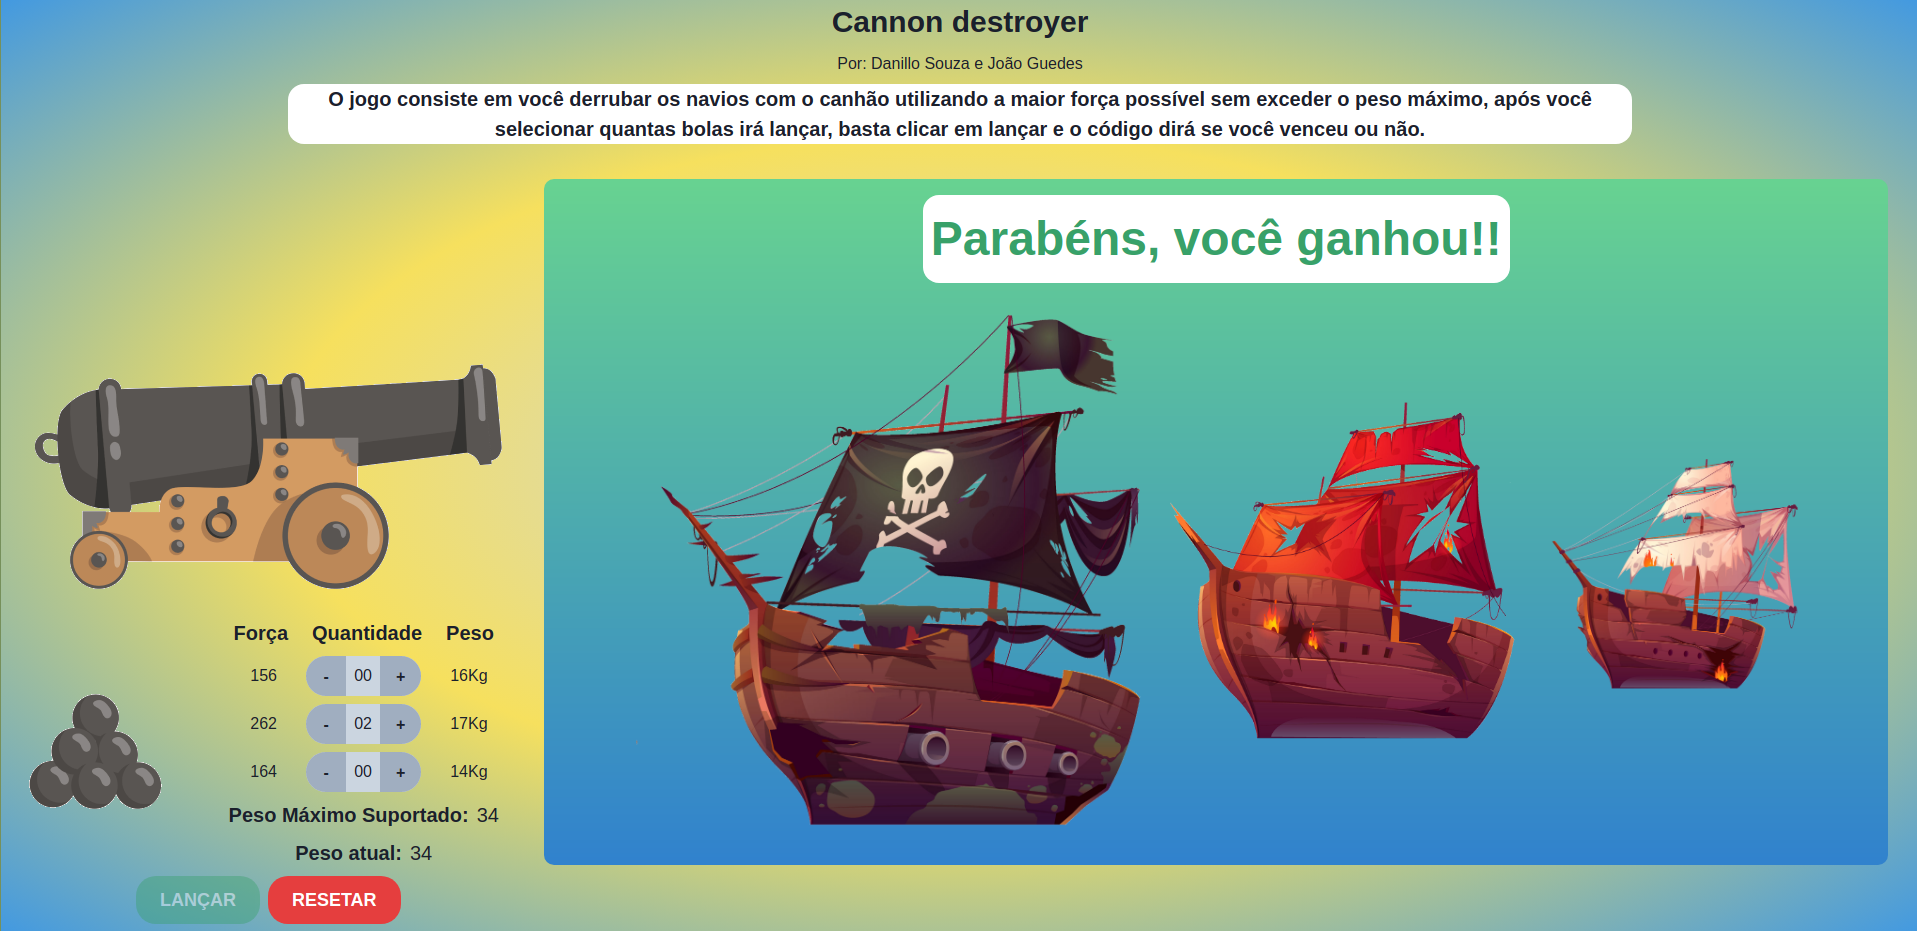 Cannon destroyer
Por: Danillo Souza e João Guedes
O jogo consiste em você derrubar os navios com o canhão utilizando a maior força possível sem exceder o peso máximo, após você
selecionar quantas bolas irá lançar, basta clicar em lançar e o código dirá se você venceu ou não.
Parabéns, você ganhou!!
Força Quantidade Peso
156 - 00 + 16Kg
262 - 02 + 17Kg
164 - 00 + 14Kg
Peso Máximo Suportado: 34
Peso atual: 34
LANÇAR RESETAR